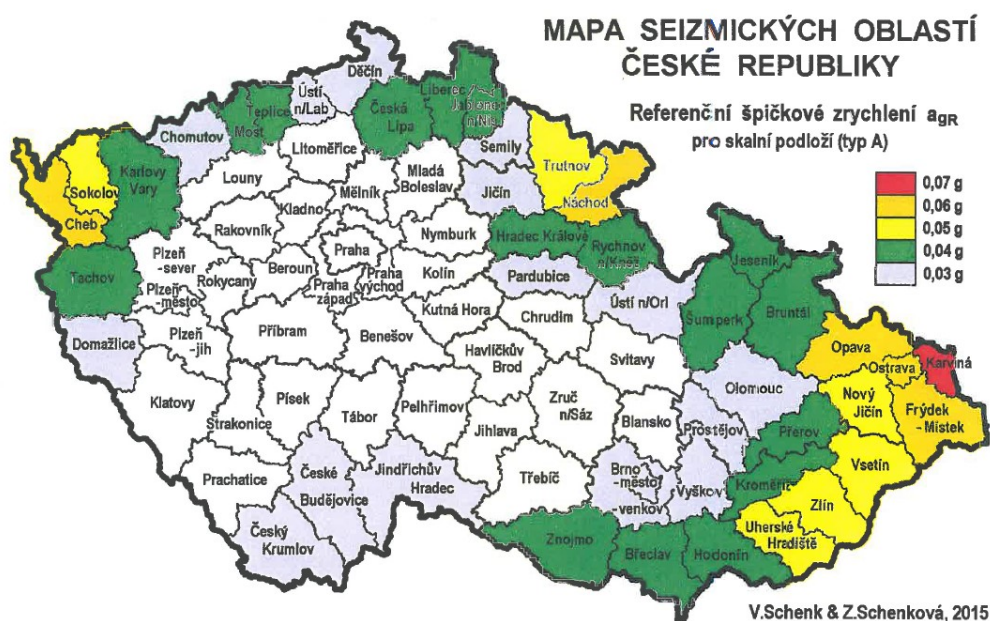 MAPA SEIZMICKÝCH OBLASTÍ
ČESKÉ REPUBLIKY
Referenční špičkové zrychlení agR
pro skalní podloží (typ A)
0,07 g
0,06 g
0,05 g
0,04 g
0,03 g
Děčín
Ústí
n/Lab
Teplice
Most
Chomutov
Česká
Lípa
Liberec
Semily
Trutnov
Jičín
Náchod
Litoměřice
Louny
Mělník
Mladá
Boleslav
Karlovy
Vary
Sokolov
Cheb
Kladno
Rakovník
Nymburk
Hradec Králové
Rychnov
n/Kněž
Praha
Praha
východ
Praha
západ
Kolín
Pardubice
Beroun
Rokycany
Plzeň
-sever
Plzeň
-město
Plzeň
-jih
Tachov
Domažlice
Příbram
Benešov
Kutná Hora
Chrudim
Ústí n/Orl
Jeseník
Šumperk
Bruntál
Svitavy
Havlíčkův
Brod
Klatovy
Strakonice
Písek
Tábor
Pelhřimov
Jihlava
Zruč
n/Sáz
Blansko
Olomouc
Prostějov
Přerov
Opava
Ostrava
Karviná
Nový
Jičín
Frýdek
-Místek
Vsetín
Prachatice
České
Budějovice
Jindřichův
Hradec
Třebíč
Brno
-město
-venkov
Vyškov
Kroměříž
Zlín
Uherské
Hradiště
Český
Krumlov
Znojmo
Břeclav
Hodonín
V.Schenk & Z.Schenková, 2015